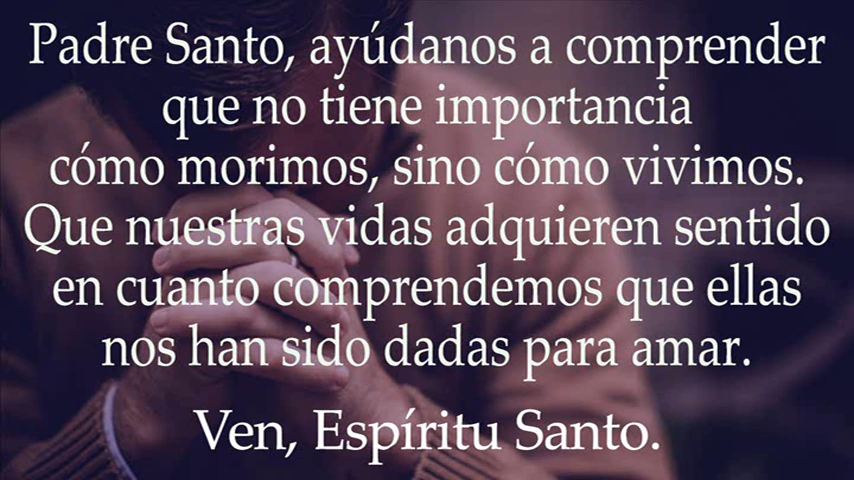 Padre Santo, ayúdanos a comprender
que no tiene importancia
cómo morimos, sino cómo vivimos.
Que nuestras vidas adquieren sentido
en cuanto comprendemos que ellas
nos han sido dadas para amar.
Ven, Espíritu Santo.